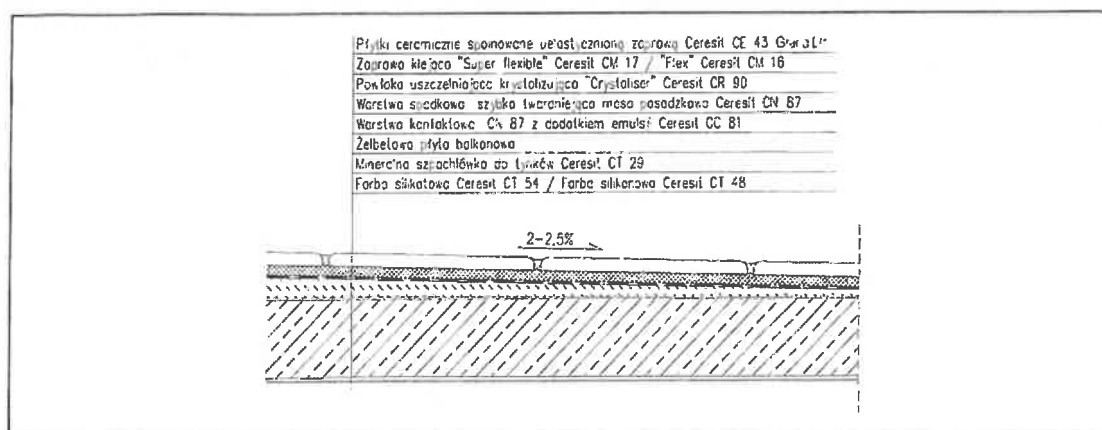 Płytki ceramiczne spoinowane uelastycznioną zaprawą Ceresit CE 43
Zaprawa klejąca "Super flexible" Ceresit CM 17 / "Flex" Ceresit CM 16
Powłoka uszczelniająca krystalizująca "Crystaliser" Ceresit CR 90
Warstwa spadkowa szybko twardniejąca masa posadzkowa Ceresit CN 87
Warstwa kontaktowa CN 87 z dodatkiem emulsji Ceresit CC 81
Żelbetowa płyta balkonowa
Mineralna szpachlówka do tynków Ceresit CT 29
Farba silikatowa Ceresit CT 54 / Farba silikonowa Ceresit CT 48
2-2,5%